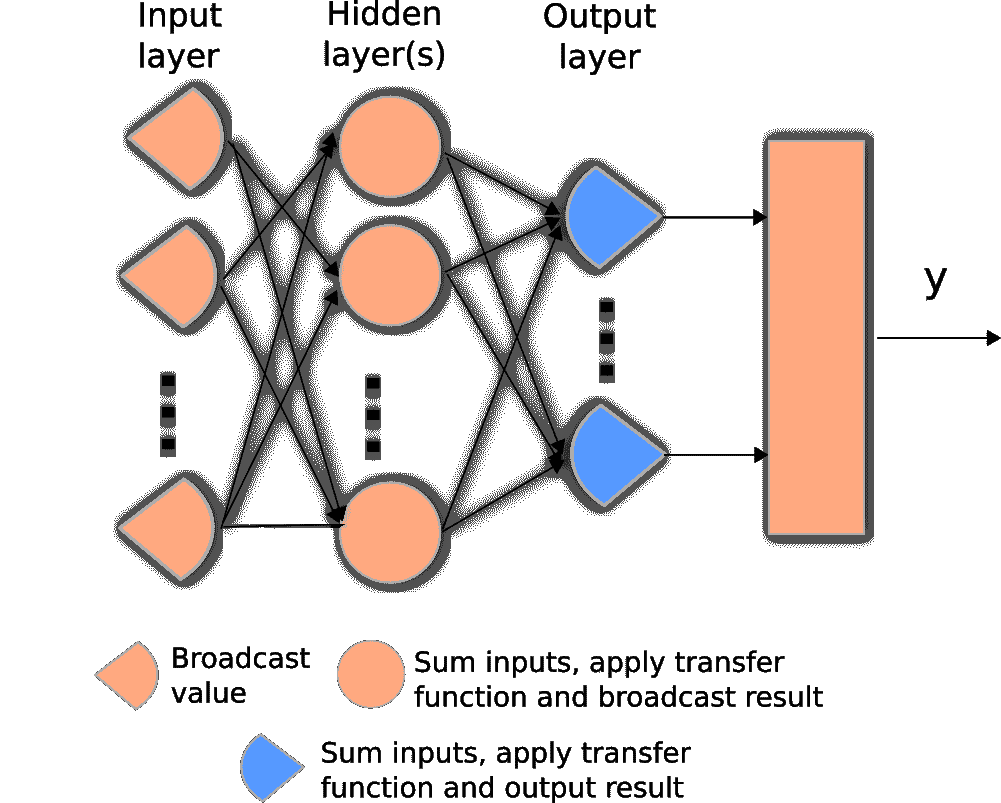 Input
layer
Hidden
layer(s)
Output
layer
y
Broadcast
value
Sum inputs, apply transfer
function and broadcast result
Sum inputs, apply transfer
function and output result